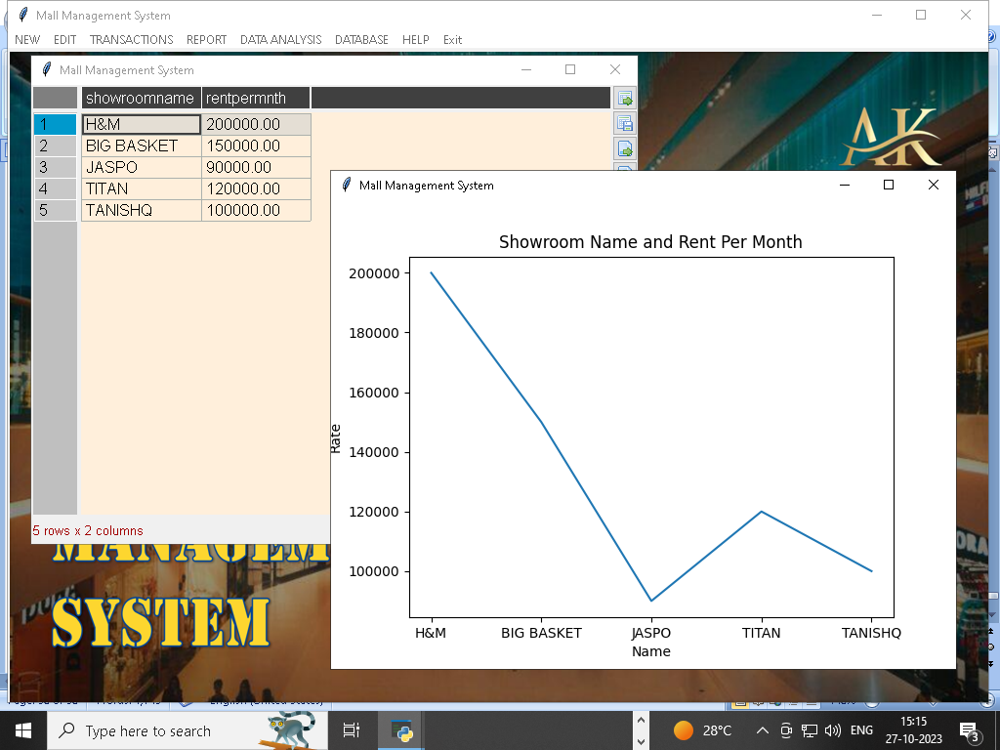 Mall Management System
NEW EDIT TRANSACTIONS REPORT DATA ANALYSIS DATABASE HELP Exit
Mall Management System
showroomname rentpermnth
1 H&M 200000.00
2 BIG BASKET 150000.00
3 JASPO 90000.00
4 TITAN 120000.00
5 TANISHQ 100000.00
5 rows x 2 columns
AK
Mall Management System
Showroom Name and Rent Per Month
200000
180000
160000
140000
120000
100000
Rate
H&M BIG BASKET JASPO TITAN TANISHQ
Name
SYSTEM
Type here to search
28°C
ENG
15:15
27-10-2023
3